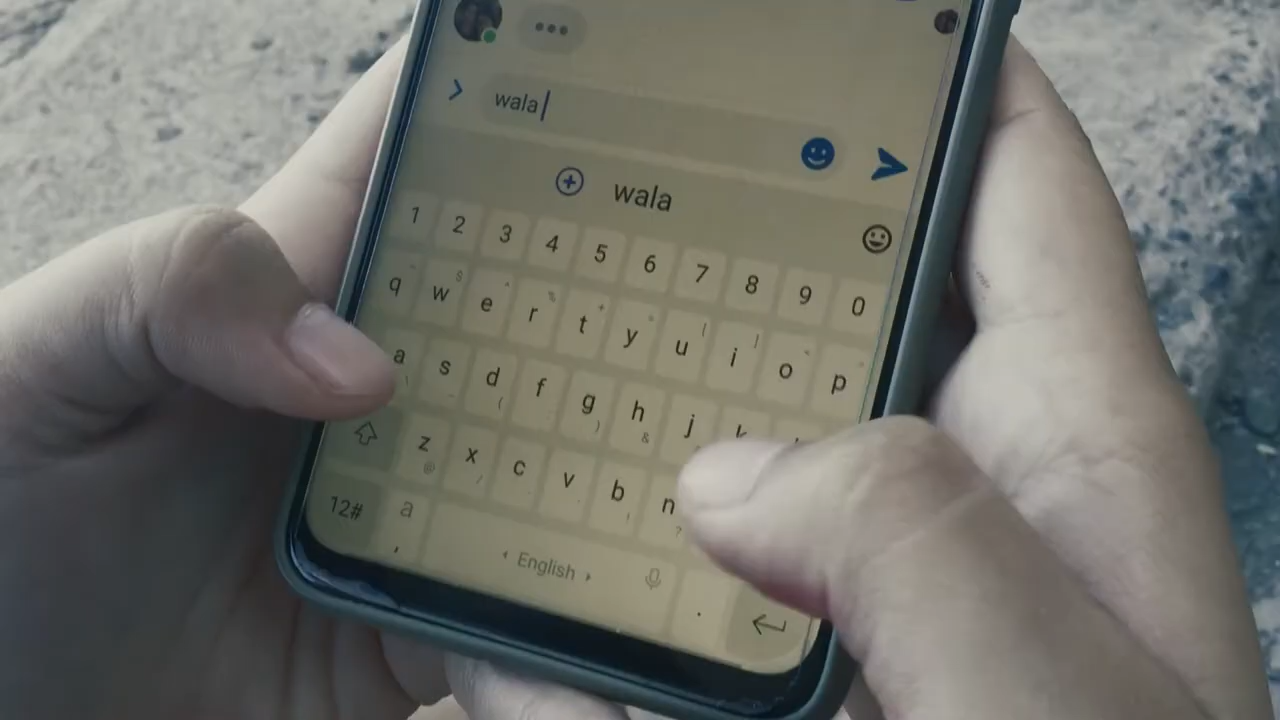 wala
wala
1 2 3 4 5 6 7 8 9 0
q w e r t y u i o p
a s d f g h j k
z x c v b n
12# a , English .